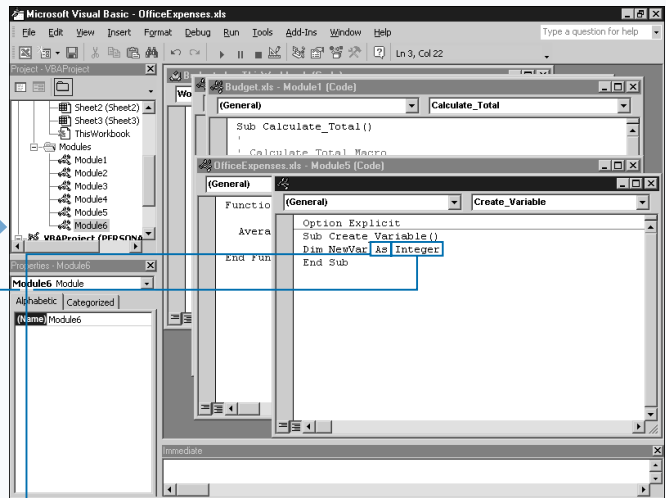 Microsoft Visual Basic - OfficeExpenses.xls
File Edit View Insert Format Debug Run Tools Add-Ins Window Help Type a question for help
Ln 3, Col 22
Project - VBAProject
Sheet2 (Sheet2)
Sheet3 (Sheet3)
ThisWorkbook
Modules
Module1
Module2
Module3
Module4
Module5
Module6
VBAProject (PERSONA
Properties - Module6
Module6 Module
Alphabetic Categorized
(Name) Module6
Wo
Budget.xls - Module1 (Code)
(General) Calculate_Total
Sub Calculate_Total()
'
' Calculate_Total Macro
OfficeExpenses.xls - Module5 (Code)
(General)
Functio
Avera
End Fun
(General) Create_Variable
Option Explicit
Sub Create_Variable()
Dim NewVar As Integer
End Sub
Immediate